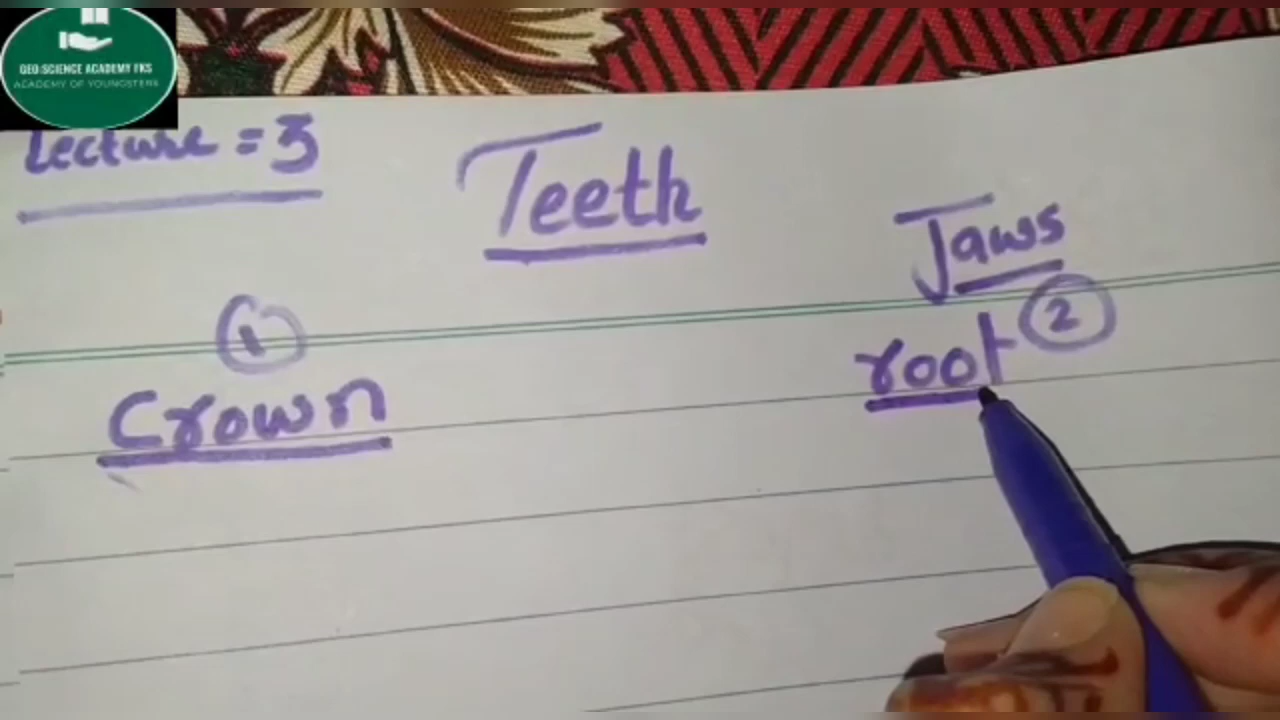 GEO:SCIENCE ACADEMY FKS
ACADEMY OF YOUNGSTERS
Lecture = 3
Teeth
Jaws
1
2
Crown
root